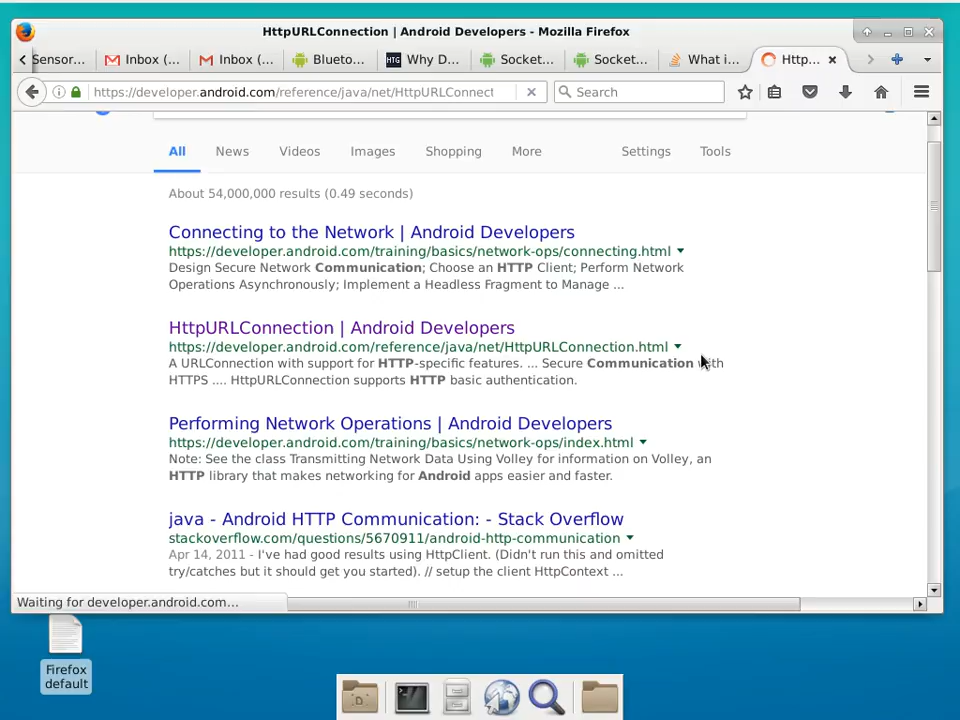 HttpURLConnection | Android Developers - Mozilla Firefox
Sensor...
Inbox (...
Inbox (...
Blueto...
HTG
Why D...
Socket...
Socket...
What i...
Http...
https://developer.android.com/reference/java/net/HttpURLConnect
Search
All
News
Videos
Images
Shopping
More
Settings
Tools
About 54,000,000 results (0.49 seconds)
Connecting to the Network | Android Developers
https://developer.android.com/training/basics/network-ops/connecting.html
Design Secure Network Communication; Choose an HTTP Client; Perform Network
Operations Asynchronously; Implement a Headless Fragment to Manage ...
HttpURLConnection | Android Developers
https://developer.android.com/reference/java/net/HttpURLConnection.html
A URLConnection with support for HTTP-specific features. ... Secure Communication with
HTTPS .... HttpURLConnection supports HTTP basic authentication.
Performing Network Operations | Android Developers
https://developer.android.com/training/basics/network-ops/index.html
Note: See the class Transmitting Network Data Using Volley for information on Volley, an
HTTP library that makes networking for Android apps easier and faster.
java - Android HTTP Communication: - Stack Overflow
stackoverflow.com/questions/5670911/android-http-communication
Apr 14, 2011 - I've had good results using HttpClient. (Didn't run this and omitted
try/catches but it should get you started). // setup the client HttpContext ...
Waiting for developer.android.com...
Firefox
default